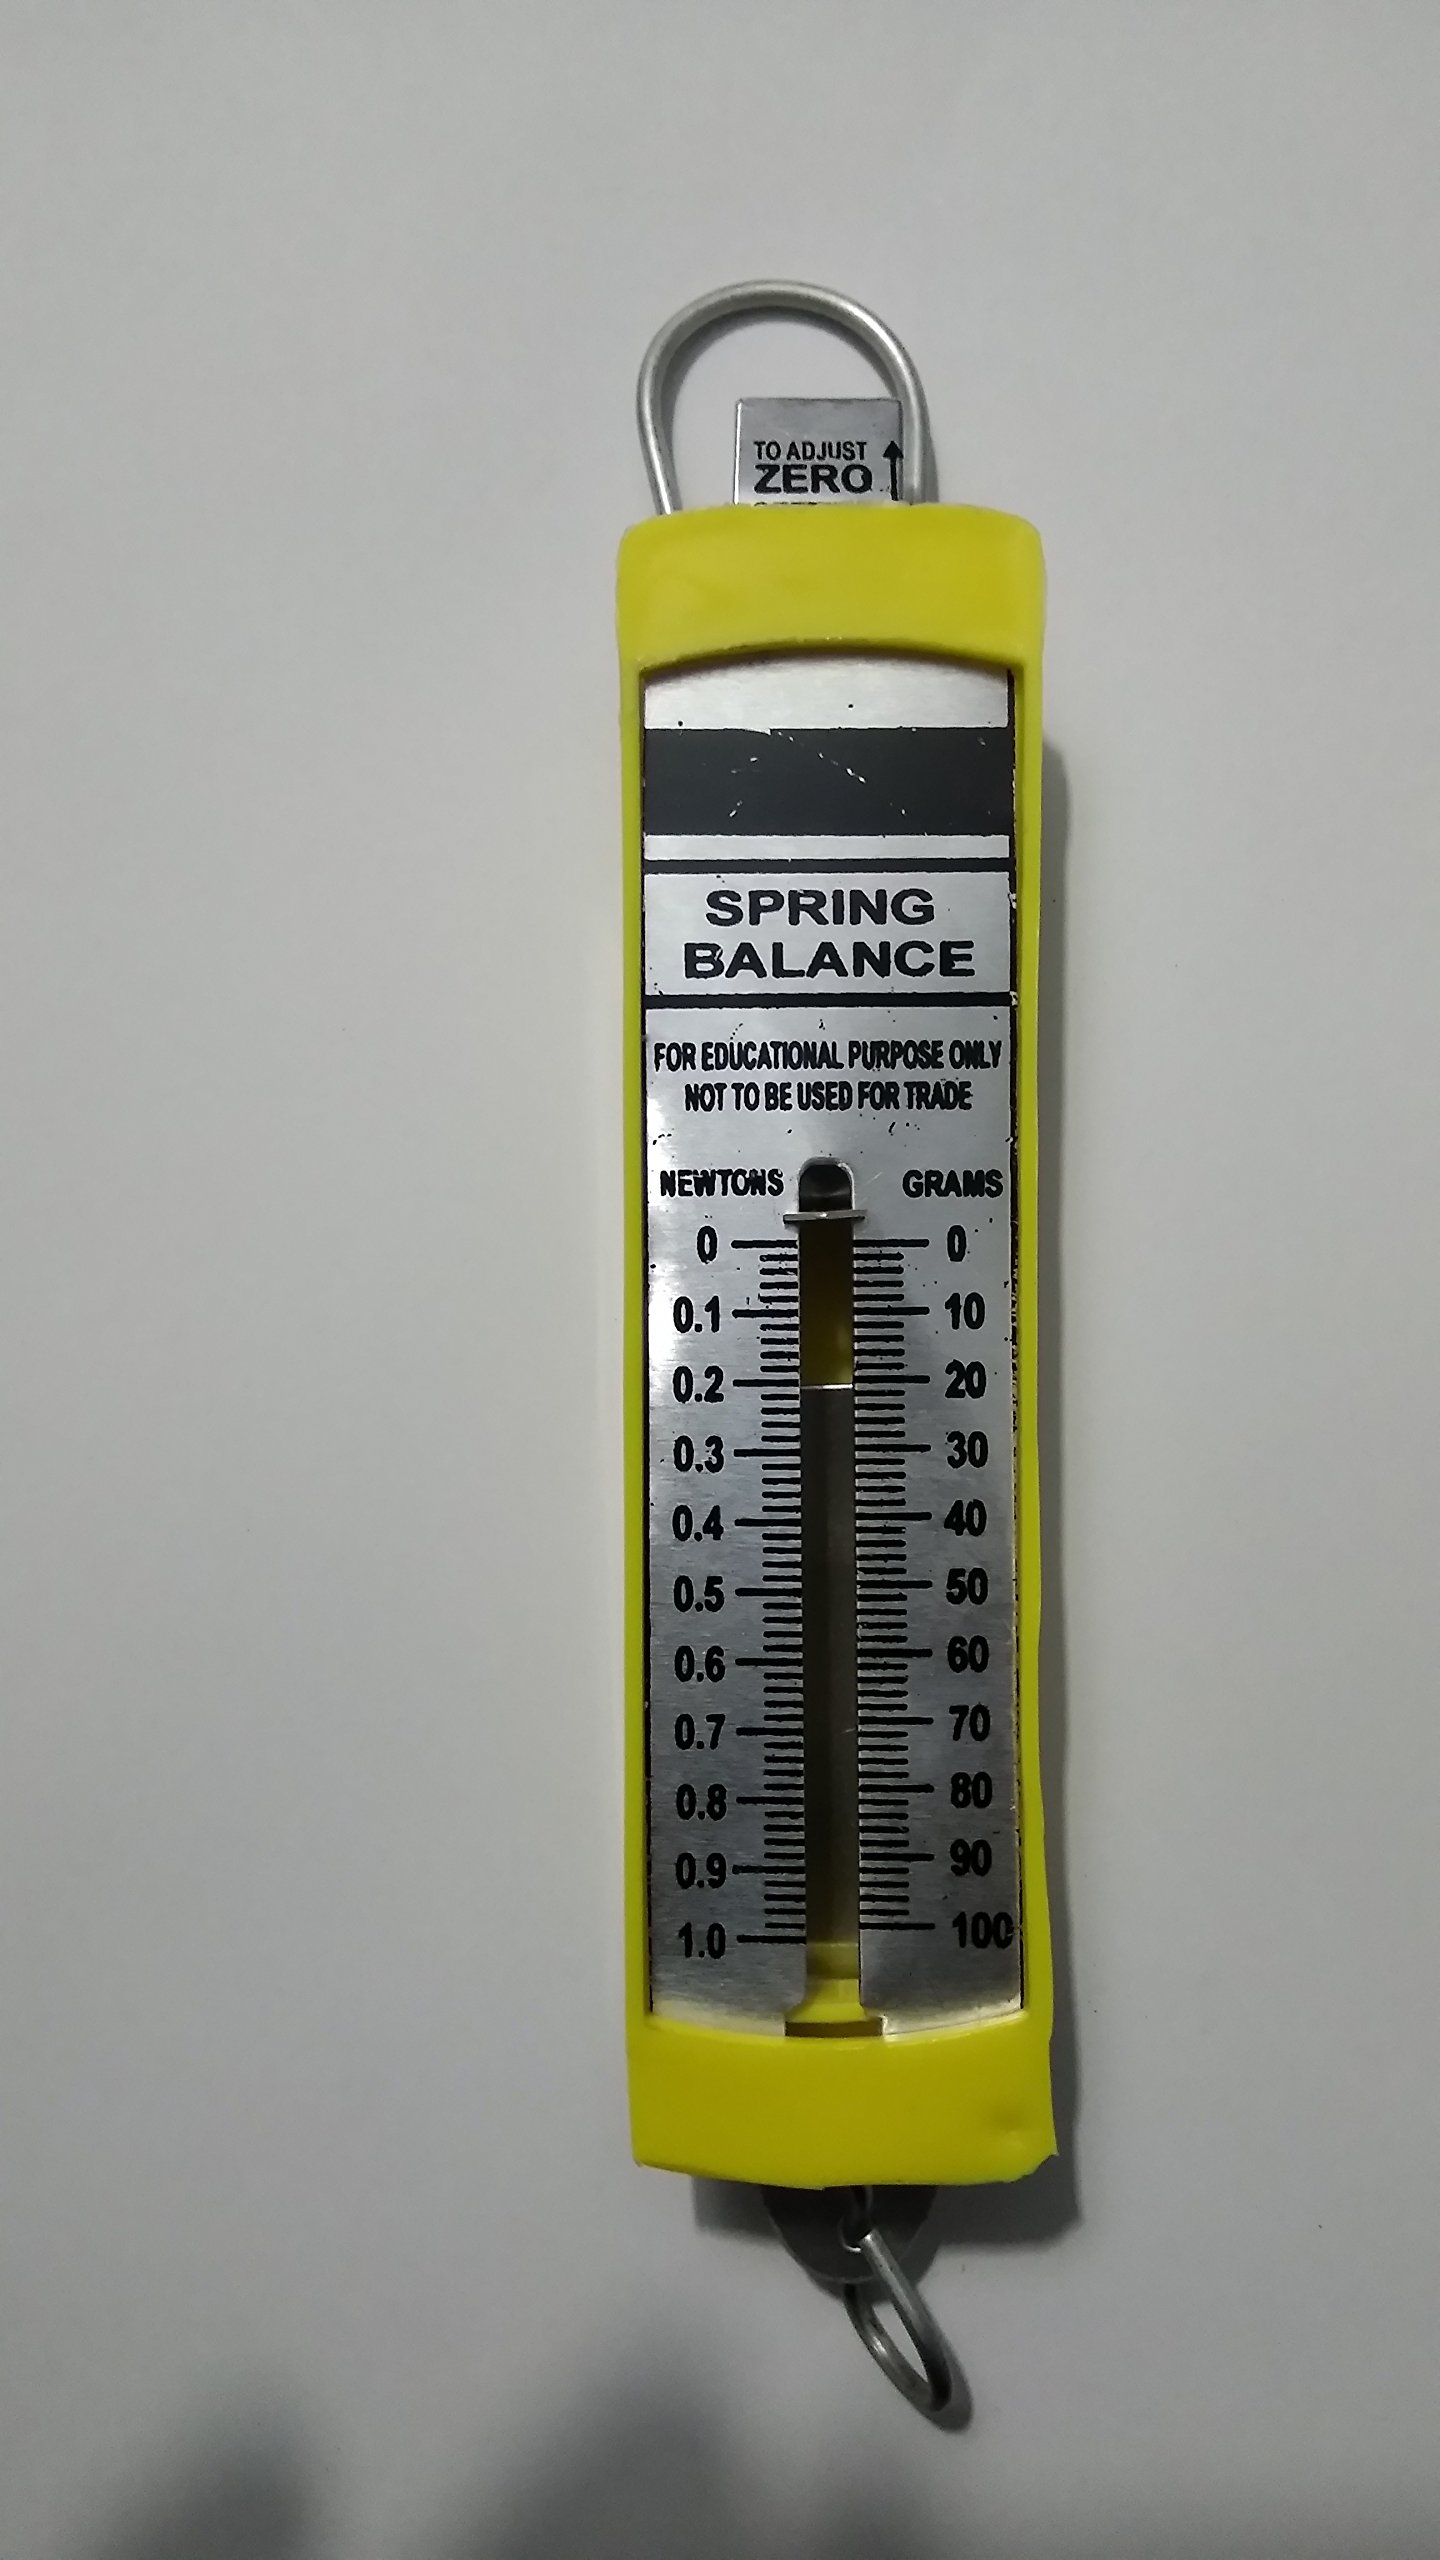 TO ADJUST
ZERO
SPRING
BALANCE
FOR EDUCATIONAL PURPOSE ONLY
NOT TO BE USED FOR TRADE
NEWTONS GRAMS
0 0
0.1 10
0.2 20
0.3 30
0.4 40
0.5 50
0.6 60
0.7 70
0.8 80
0.9 90
1.0 100